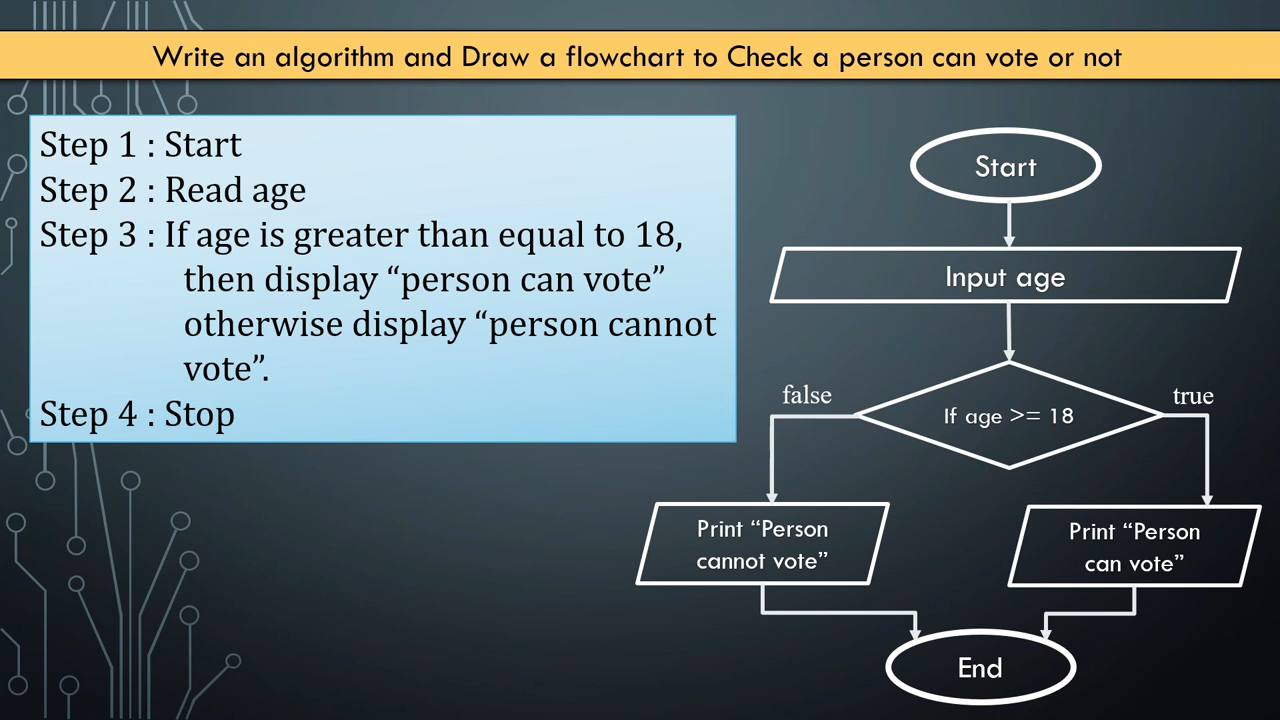 Write an algorithm and Draw a flowchart to Check a person can vote or not
Step 1 : Start
Step 2 : Read age
Step 3 : If age is greater than equal to 18,
then display “person can vote”
otherwise display “person cannot
vote”.
Step 4 : Stop
Start
Input age
If age >= 18
false
true
Print “Person
cannot vote”
Print “Person
can vote”
End